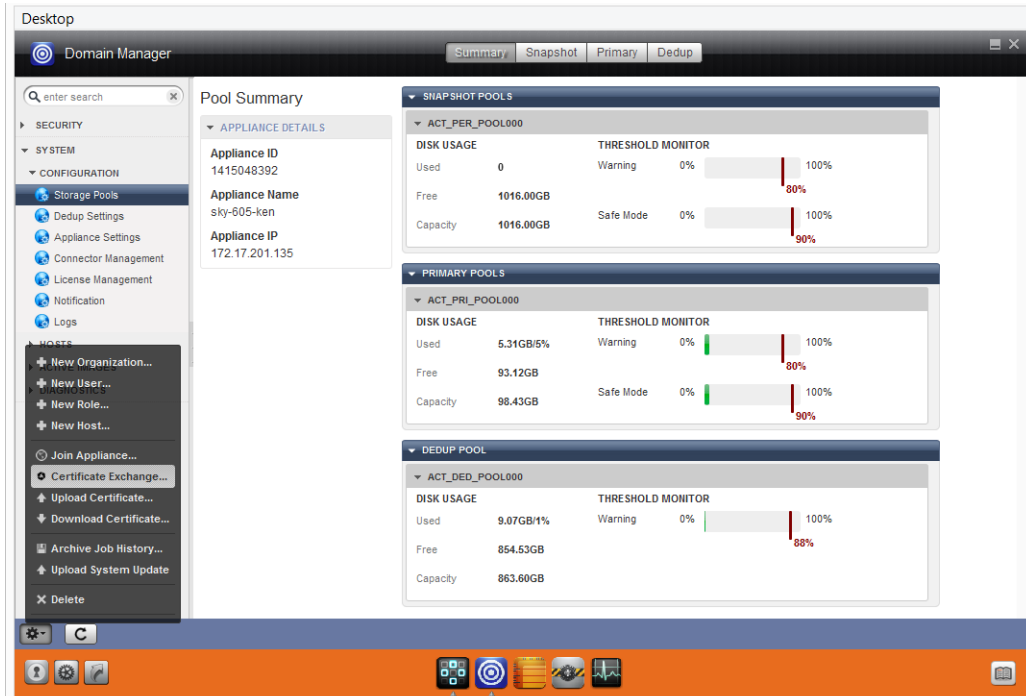 Desktop
Domain Manager
Summary Snapshot Primary Dedup
enter search
SECURITY
SYSTEM
CONFIGURATION
Storage Pools
Dedup Settings
Appliance Settings
Connector Management
License Management
Notification
Logs
HOSTS
ACTIVE IMAGES
DIAGNOSTICS
New Organization...
New User...
New Role...
New Host...
Join Appliance...
Certificate Exchange...
Upload Certificate...
Download Certificate...
Archive Job History...
Upload System Update
Delete
Pool Summary
APPLIANCE DETAILS
Appliance ID
1415048392
Appliance Name
sky-605-ken
Appliance IP
172.17.201.135
SNAPSHOT POOLS
ACT_PER_POOL000
DISK USAGE
Used 0
Free 1016.00GB
Capacity 1016.00GB
THRESHOLD MONITOR
Warning 0% 100%
80%
Safe Mode 0% 100%
90%
PRIMARY POOLS
ACT_PRI_POOL000
DISK USAGE
Used 5.31GB/5%
Free 93.12GB
Capacity 98.43GB
THRESHOLD MONITOR
Warning 0% 100%
80%
Safe Mode 0% 100%
90%
DEDUP POOL
ACT_DED_POOL000
DISK USAGE
Used 9.07GB/1%
Free 854.53GB
Capacity 863.60GB
THRESHOLD MONITOR
Warning 0% 100%
88%